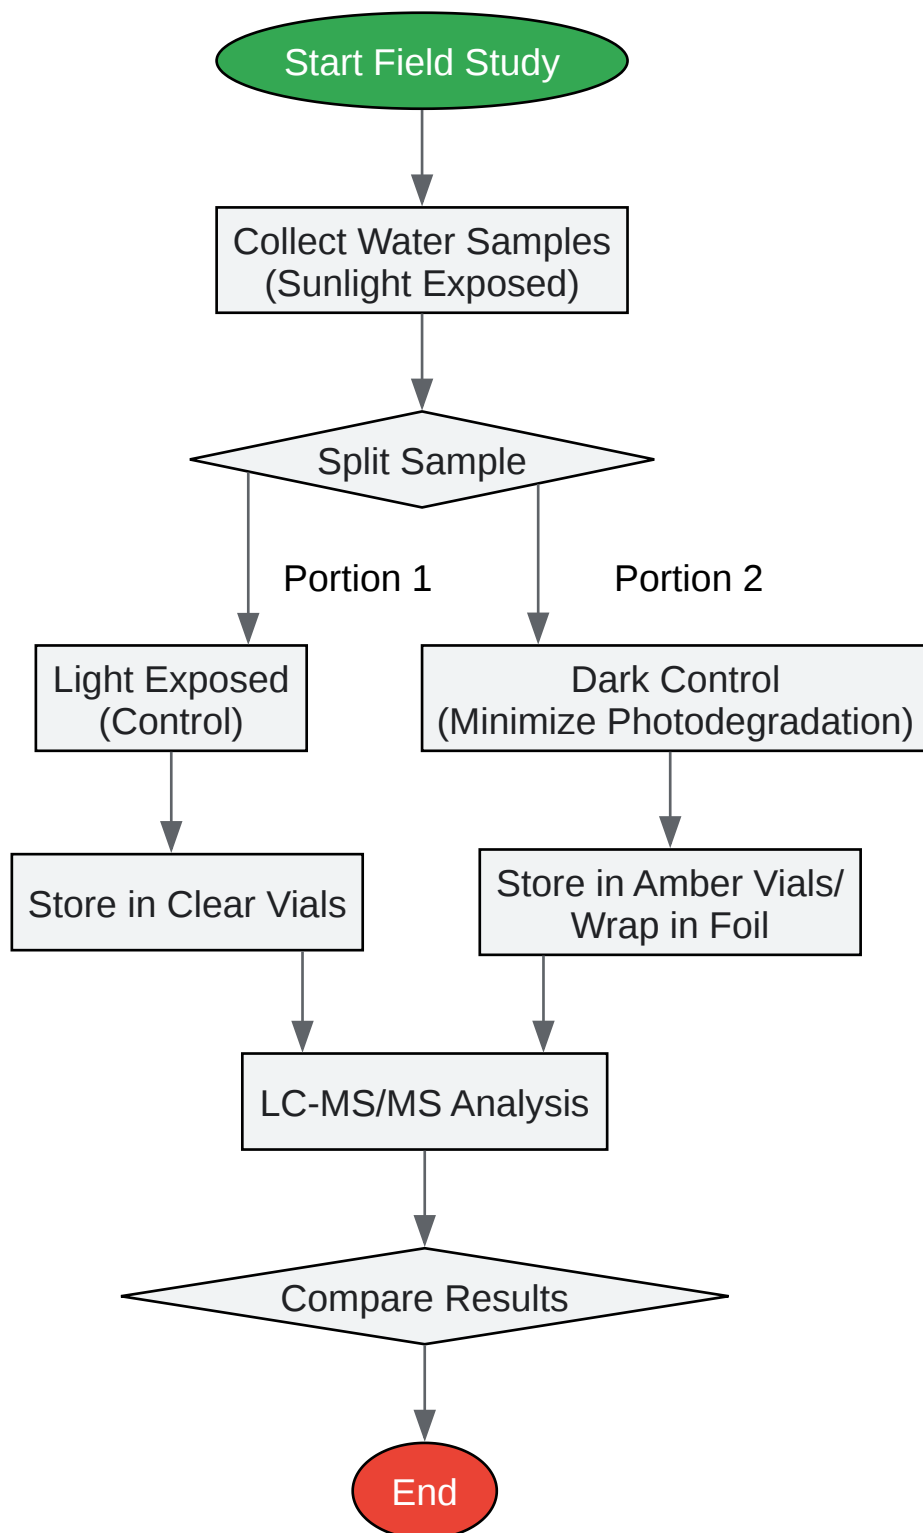 Start Field Study
Collect Water Samples
(Sunlight Exposed)
Split Sample
Portion 1
Portion 2
Light Exposed
(Control)
Dark Control
(Minimize Photodegradation)
Store in Clear Vials
Store in Amber Vials/
Wrap in Foil
LC-MS/MS Analysis
Compare Results
End